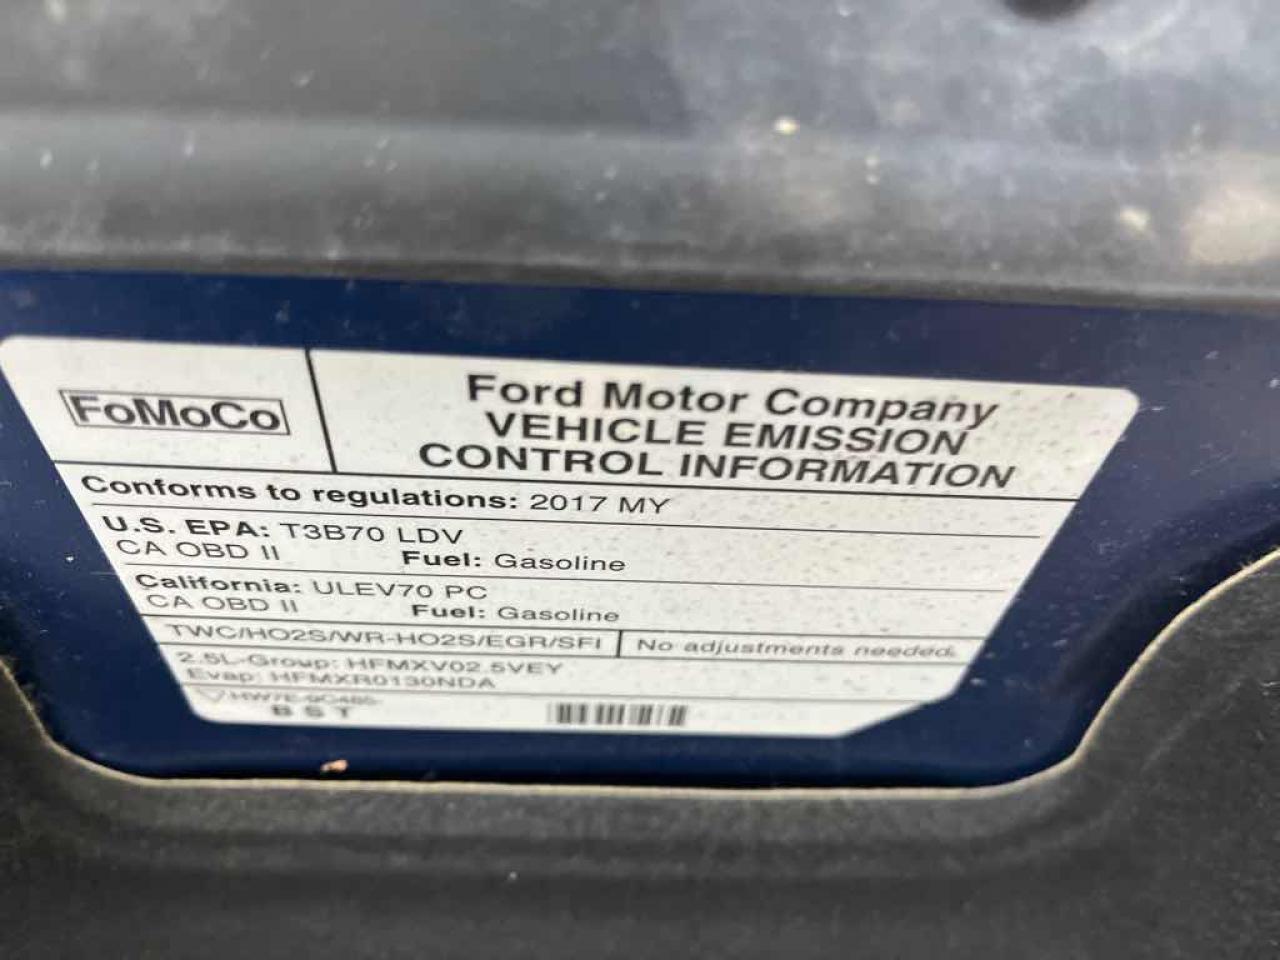 FoMoCo
Ford Motor Company
VEHICLE EMISSION
CONTROL INFORMATION
Conforms to regulations: 2017 MY
U.S. EPA: T3B70 LDV
CA OBD II Fuel: Gasoline
California: ULEV70 PC
CA OBD II Fuel: Gasoline
TWC/HO2S/WR-HO2S/EGR/SFI No adjustments needed.
2.5L-Group: HFMXV02.5VEY
Evap: HFMXR0130NDA
BST